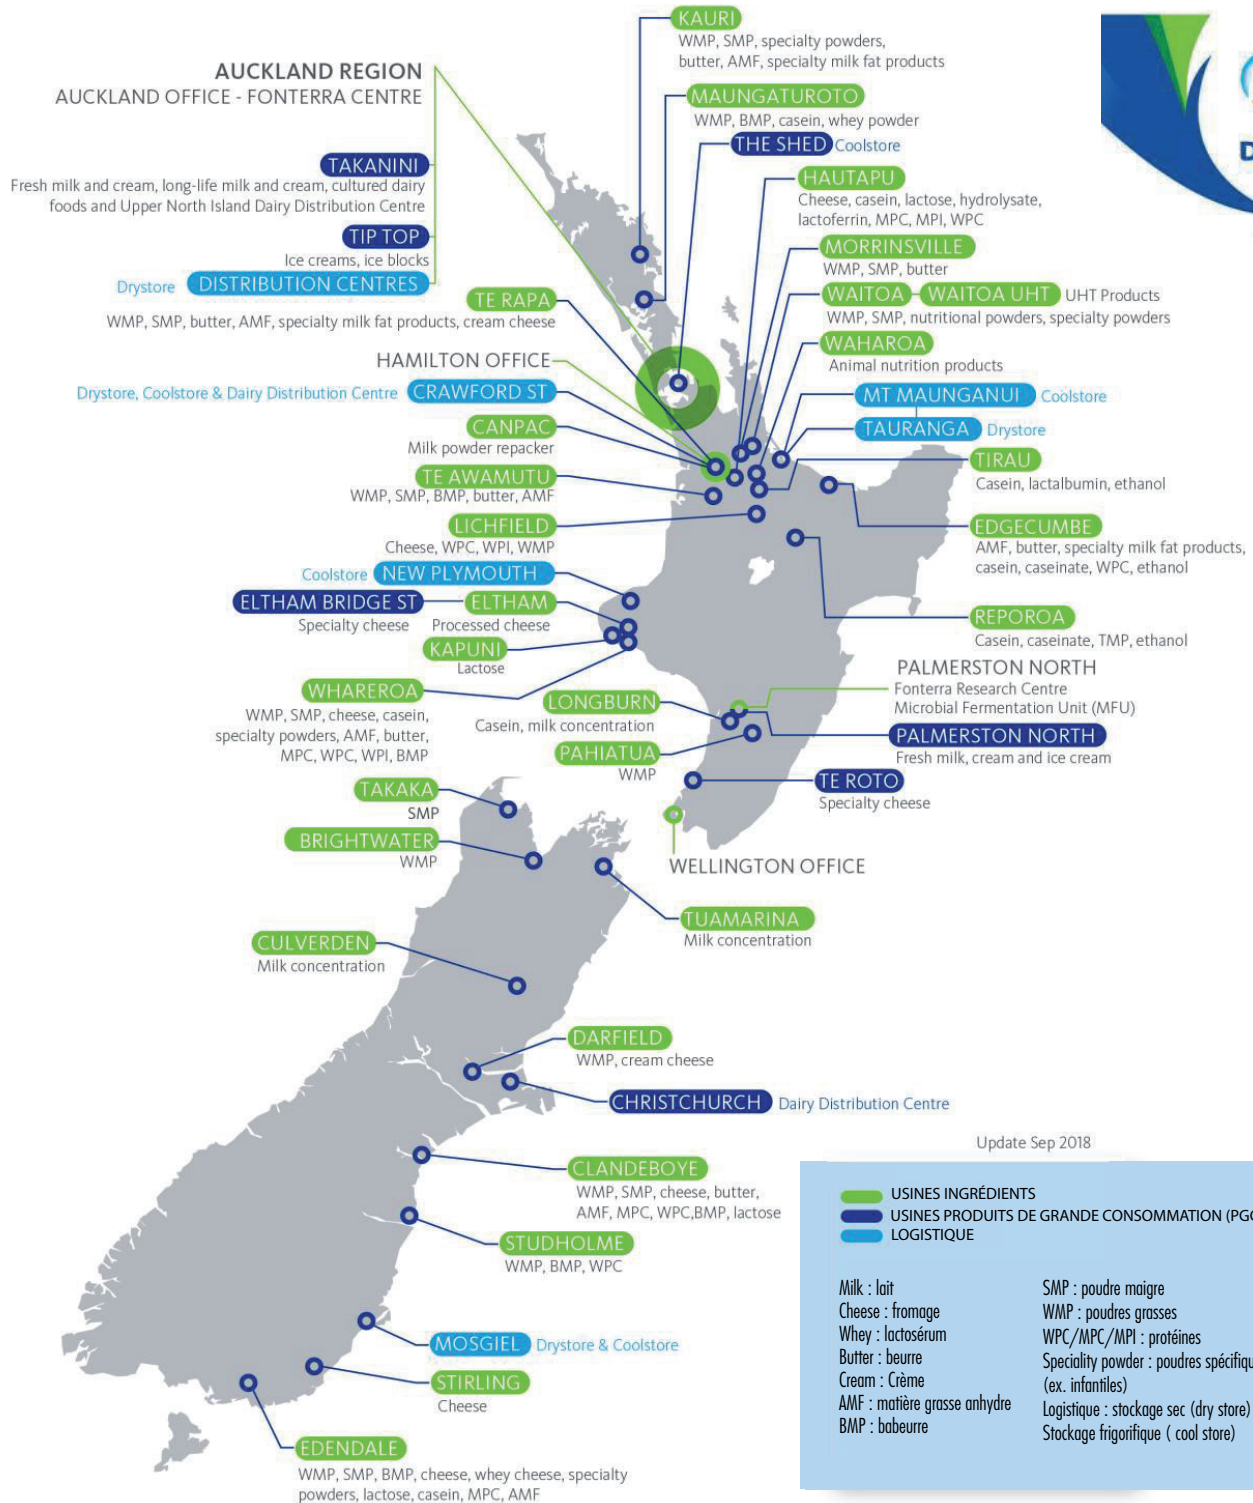 KAURI
WMP, SMP, specialty powders,
butter, AMF, specialty milk fat products
AUCKLAND REGION
AUCKLAND OFFICE - FONTERRA CENTRE
MAUNGATUROTO
WMP, BMP, casein, whey powder
THE SHED Coolstore
TAKANINI
Fresh milk and cream, long-life milk and cream, cultured dairy
foods and Upper North Island Dairy Distribution Centre
HAUTAPU
Cheese, casein, lactose, hydrolysate,
lactoferrin, MPC, MPI, WPC
TIP TOP
Ice creams, ice blocks
MORRINSVILLE
WMP, SMP, butter
Drystore DISTRIBUTION CENTRES
WAITOA WAITOA UHT UHT Products
WMP, SMP, nutritional powders, specialty powders
TE RAPA
WMP, SMP, butter, AMF, specialty milk fat products, cream cheese
WAHAROA
Animal nutrition products
HAMILTON OFFICE
Drystore, Coolstore & Dairy Distribution Centre CRAWFORD ST
MT MAUNGANUI Coolstore
TAURANGA Drystore
CANPAC
Milk powder repacker
TIRAU
Casein, lactalbumin, ethanol
TE AWAMUTU
WMP, SMP, BMP, butter, AMF
LICHFIELD
Cheese, WPC, WPI, WMP
EDGECUMBE
AMF, butter, specialty milk fat products,
casein, caseinate, WPC, ethanol
Coolstore NEW PLYMOUTH
ELTHAM BRIDGE ST ELTHAM
Specialty cheese Processed cheese
REPOROA
Casein, caseinate, TMP, ethanol
KAPUNI
Lactose
PALMERSTON NORTH
Fonterra Research Centre
Microbial Fermentation Unit (MFU)
WHAREROA
WMP, SMP, cheese, casein,
specialty powders, AMF, butter,
MPC, WPC, WPI, BMP
LONGBURN
Casein, milk concentration
PALMERSTON NORTH
Fresh milk, cream and ice cream
PAHIATUA
WMP
TE ROTO
Specialty cheese
TAKAKA
SMP
BRIGHTWATER
WMP
WELLINGTON OFFICE
TUAMARINA
Milk concentration
CULVERDEN
Milk concentration
DARFIELD
WMP, cream cheese
CHRISTCHURCH Dairy Distribution Centre
Update Sep 2018
CLANDEBOYE
WMP, SMP, cheese, butter,
AMF, MPC, WPC,BMP, lactose
STUDHOLME
WMP, BMP, WPC
MOSGIEL Drystore & Coolstore
STIRLING
Cheese
EDENDALE
WMP, SMP, BMP, cheese, whey cheese, specialty
powders, lactose, casein, MPC, AMF
USINES INGRÉDIENTS
USINES PRODUITS DE GRANDE CONSOMMATION
LOGISTIQUE
Milk : lait
Cheese : fromage
Whey : lactosérum
Butter : beurre
Cream : Crème
AMF : matière grasse anhydre
BMP : babeurre
SMP : poudre maigre
WMP : poudres grasses
WPC/MPC/MPI : protéines
Speciality powder : poudres
(ex. infantiles)
Logistique : stockage sec (dry store)
Stockage frigorifique ( cool store)